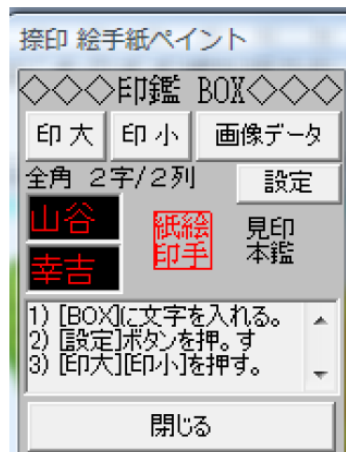 捺印 絵手紙ペイント
◇◇◇印鑑 BOX◇◇◇
印 大 印 小 画像データ
全角 2字/2列 設定
山谷
幸吉
紙絵
印手
見印
本鑑
1) [BOX]に文字を入れる。
2) [設定]ボタンを押。す
3) [印大][印小]を押す。
閉じる